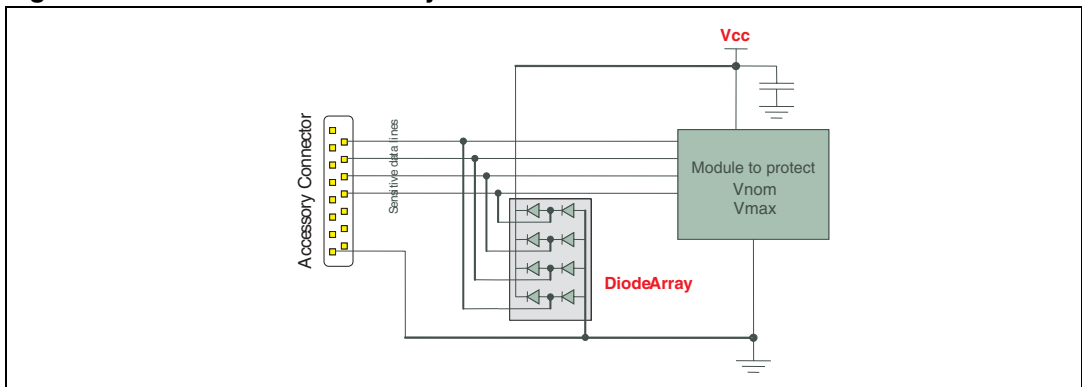 Vcc
Accessory Connector
Sensitive data lines
Module to protect
Vnom
Vmax
DiodeArray